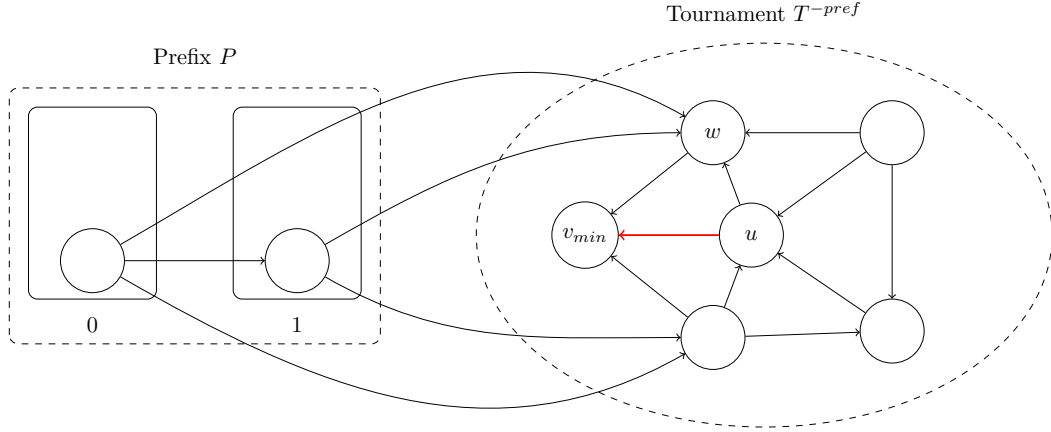 Tournament T^{-pref}
Prefix P
w
v_{min}
u
0
1